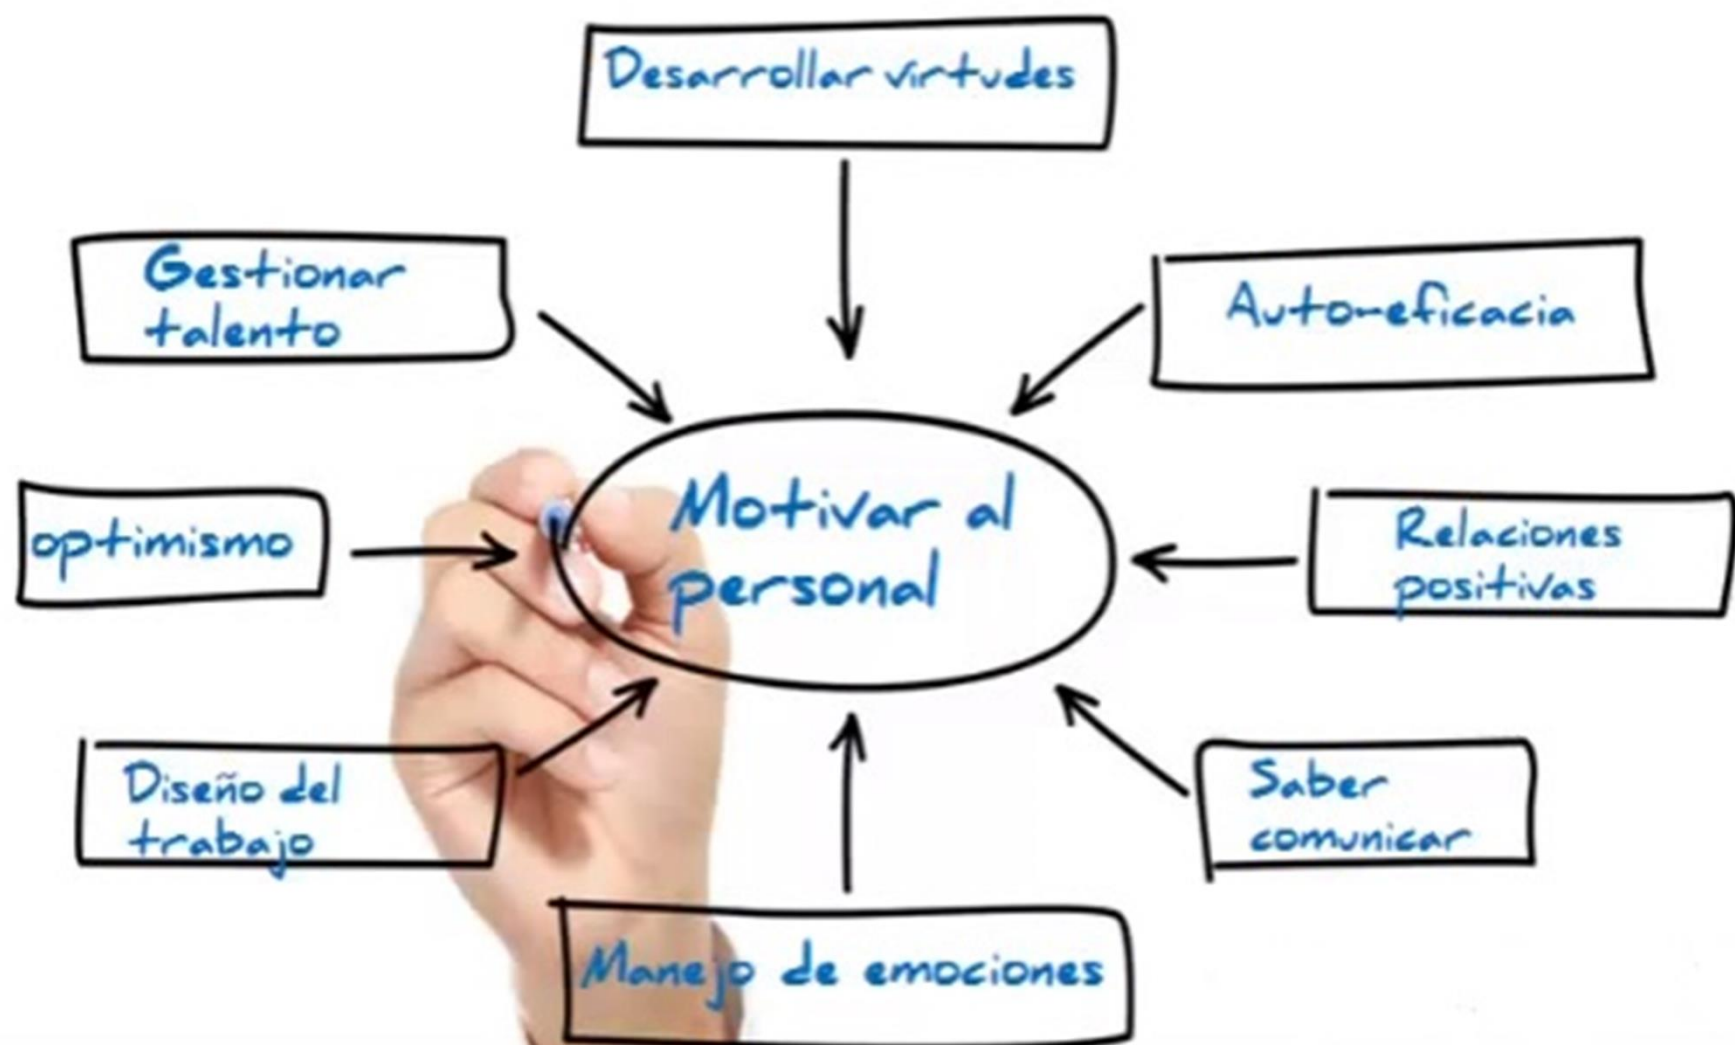 Desarrollar virtudes
Gestionar
talento
Auto-eficacia
optimismo
Motivar al
personal
Relaciones
positivas
Diseño del
trabajo
Saber
comunicar
Manejo de emociones